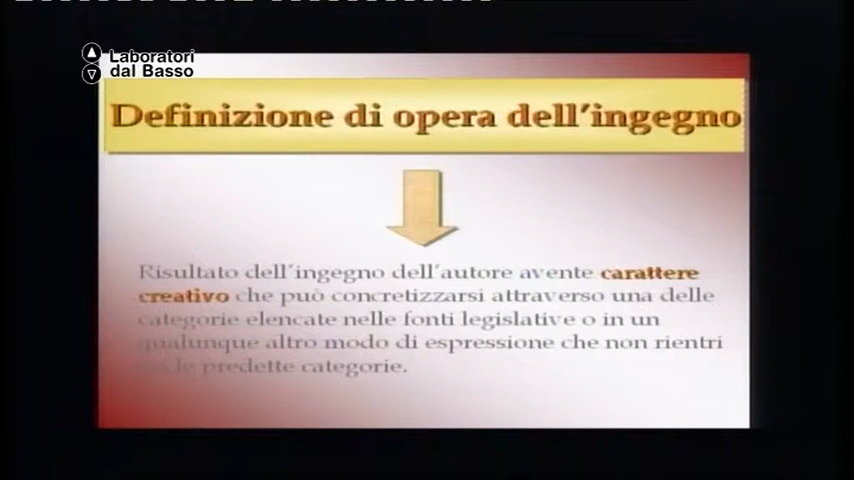 Laboratori
dal Basso
Definizione di opera dell'ingegno
Risultato dell'ingegno dell'autore avente carattere
creativo che può concretizzarsi attraverso una delle
categorie elencate nelle fonti legislative o in un
qualunque altro modo di espressione che non rientri
le predette categorie.